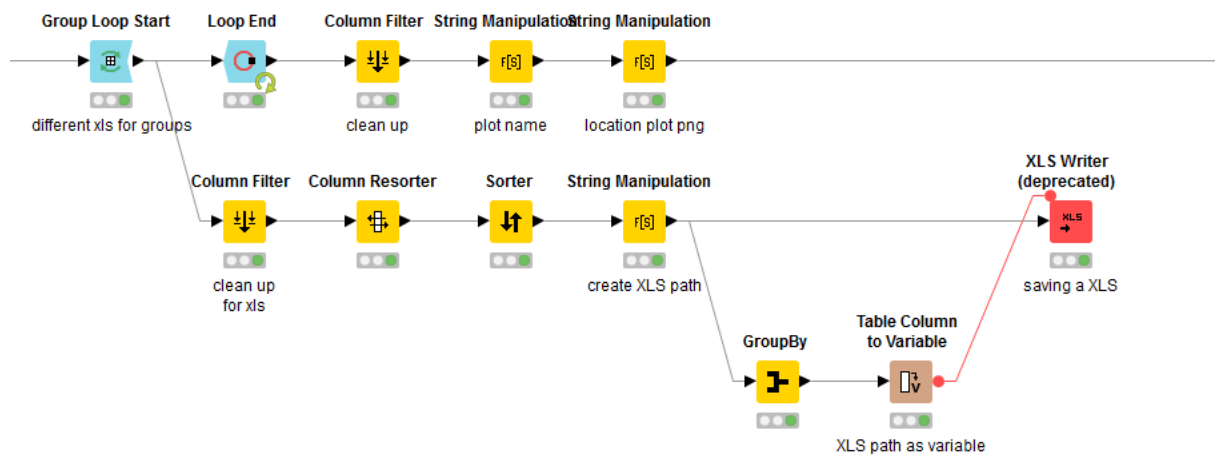 Group Loop Start
Loop End
Column Filter
String Manipulation
String Manipulation
F[S]
F[S]
different xls for groups
clean up
plot name
location plot png
Column Filter
Column Resorter
Sorter
String Manipulation
XLS Writer
(deprecated)
F[S]
XLS
clean up
for xls
create XLS path
saving a XLS
GroupBy
Table Column
to Variable
V
XLS path as variable